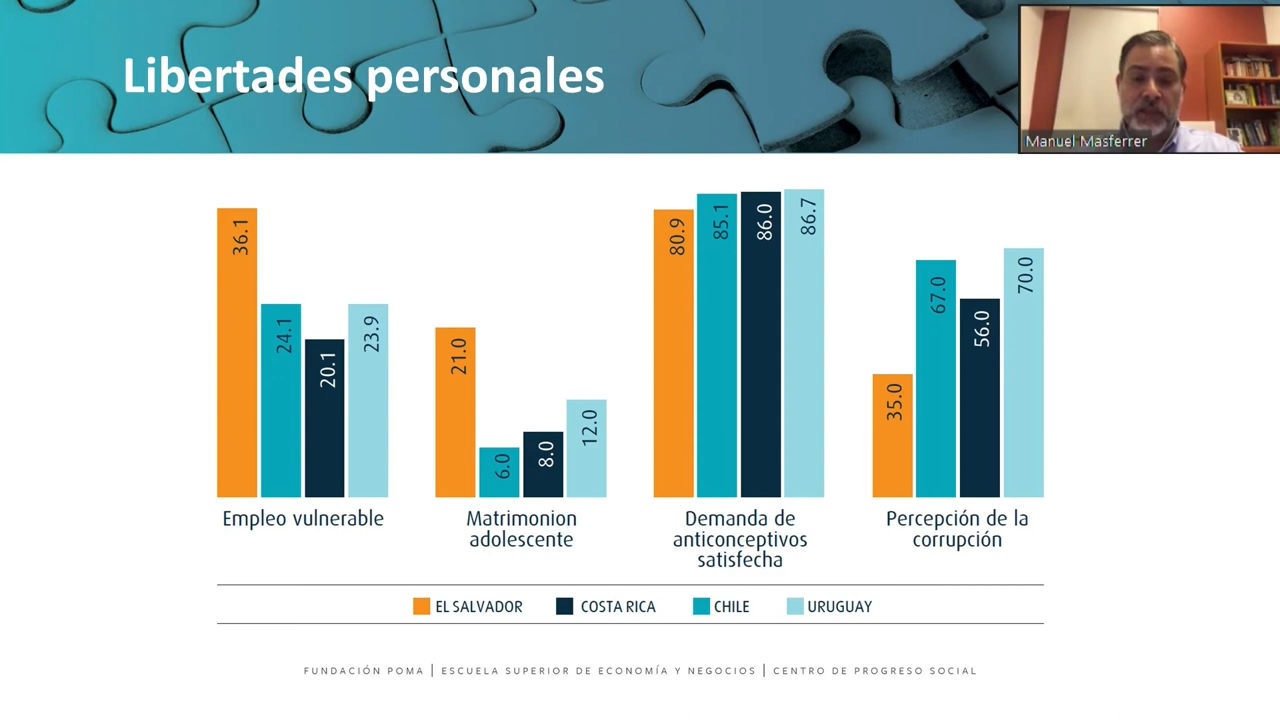 Libertades personales
Manuel Masferrer
36.1
24.1
20.1
23.9
21.0
6.0
8.0
12.0
80.9
85.1
86.0
86.7
35.0
67.0
56.0
70.0
Empleo vulnerable
Matrimonion
adolescente
Demanda de
anticonceptivos
satisfecha
Percepción de la
corrupción
EL SALVADOR COSTA RICA CHILE URUGUAY
FUNDACIÓN POMA | ESCUELA SUPERIOR DE ECONOMÍA Y NEGOCIOS | CENTRO DE PROGRESO SOCIAL